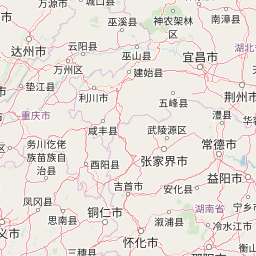 万源市
城口县
巫溪县
神农架林
区
南漳县
达州市
云阳县
巫山县
宜昌市
湖北
万州区
建始县
垫江县
利川市
五峰县
荆州
重庆市
咸丰县
澧县
务川仡佬
族苗族自
治县
武陵源区
常德市
酉阳县
张家界市
益阳市
吉首市
安化县
凤冈县
湖南省
宁乡
思南县
铜仁市
溆浦县
冷水江市
义市
怀化市
三穗县